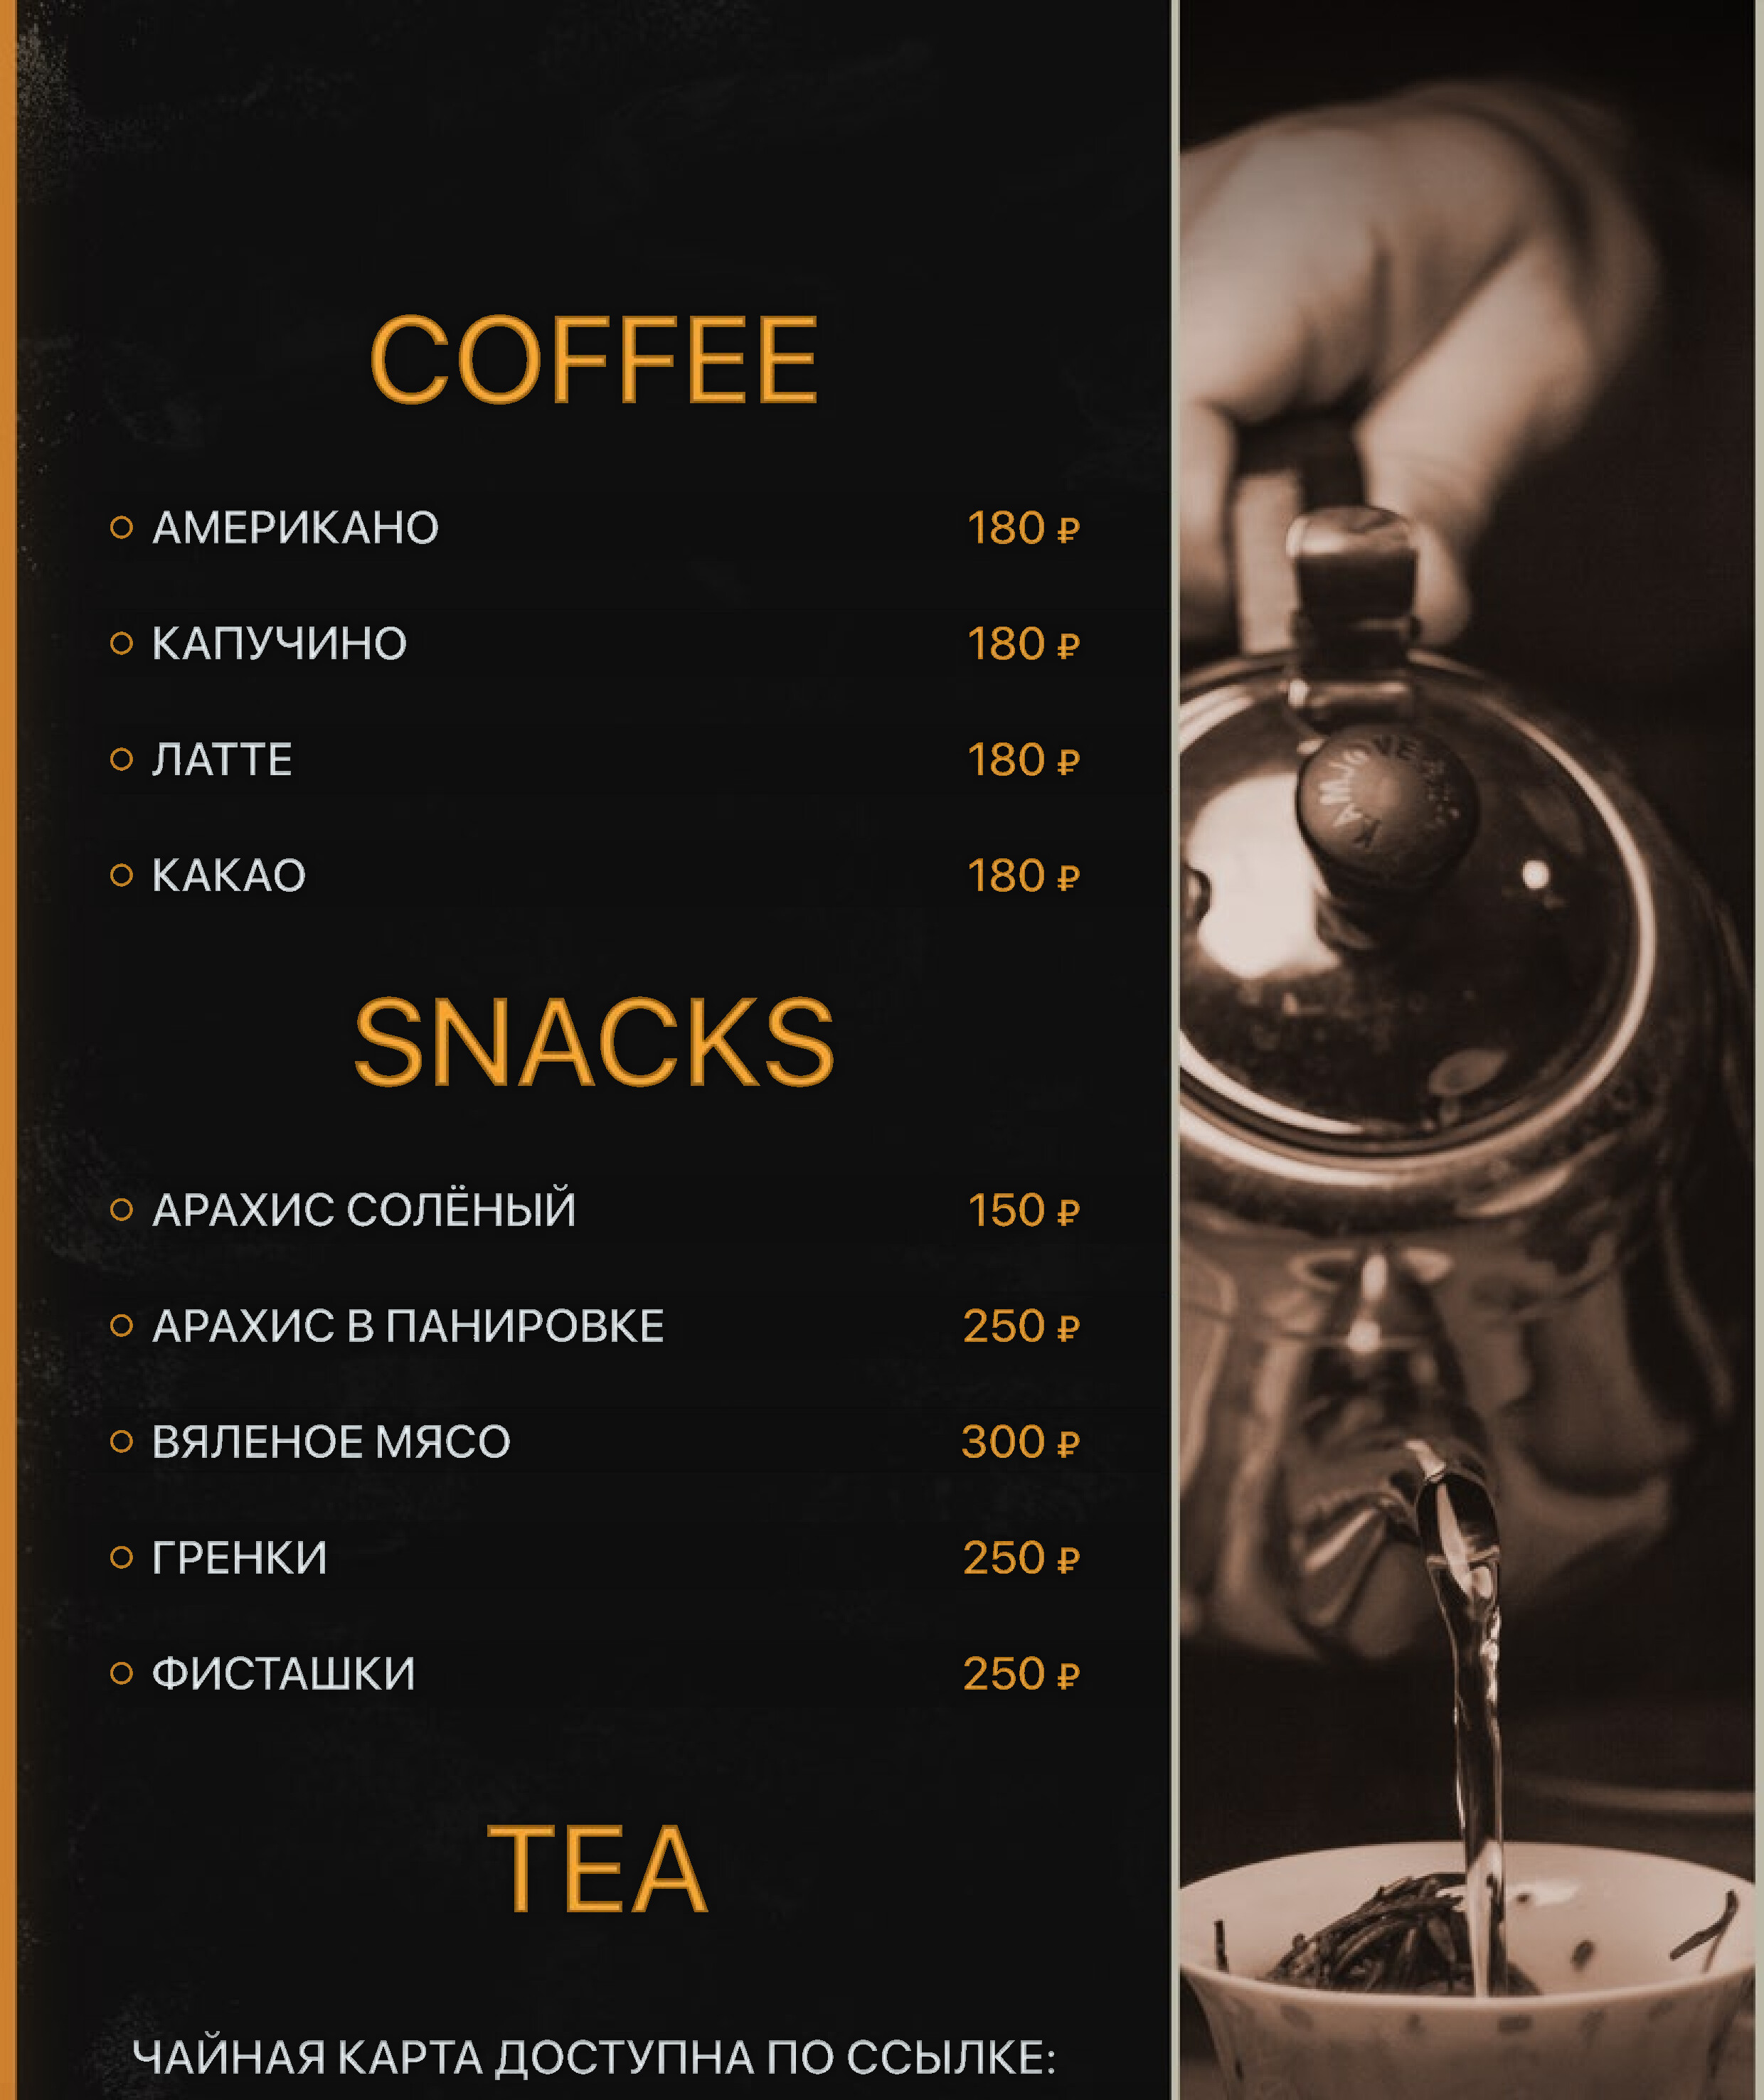 COFFEE
АМЕРИКАНО 180 ₽
КАПУЧИНО 180 ₽
ЛАТТЕ 180 ₽
КАКАО 180 ₽
SNACKS
АРАХИС СОЛЁНЫЙ 150 ₽
АРАХИС В ПАНИРОВКЕ 250 ₽
ВЯЛЕНОЕ МЯСО 300 ₽
ГРЕНКИ 250 ₽
ФИСТАШКИ 250 ₽
TEA
ЧАЙНАЯ КАРТА ДОСТУПНА ПО ССЫЛКЕ: